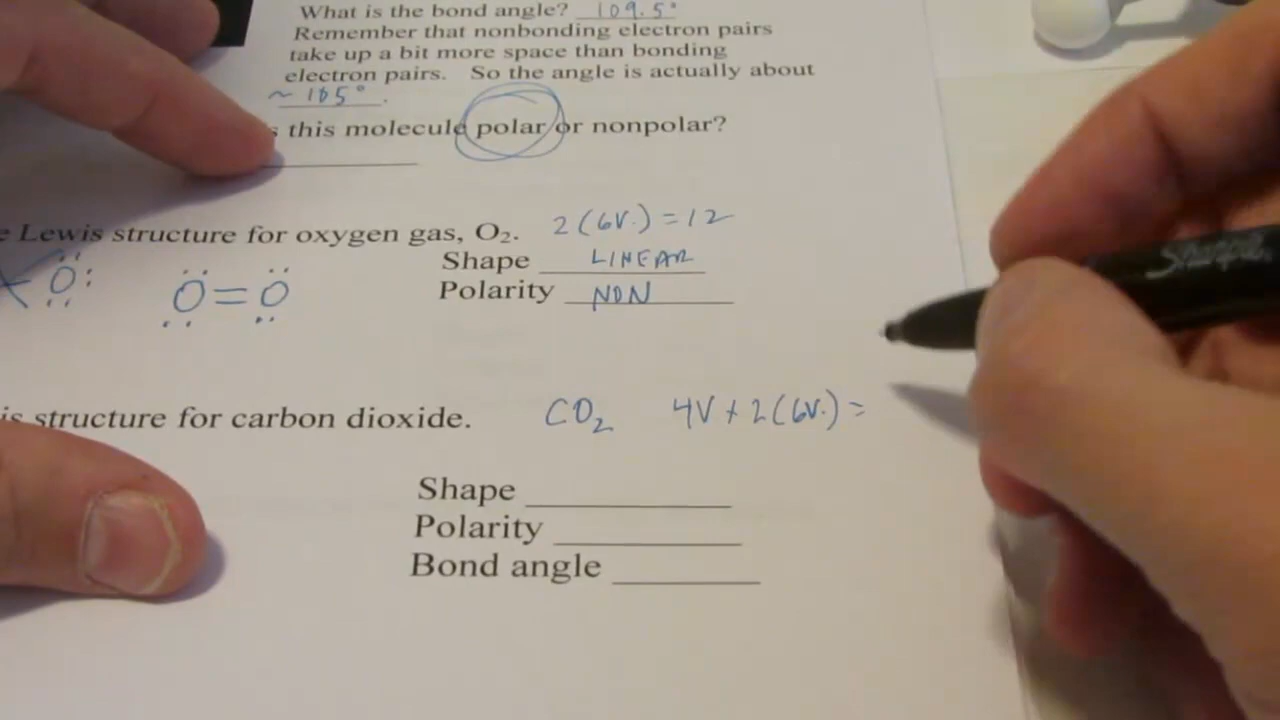 What is the bond angle? 109.5°
Remember that nonbonding electron pairs
take up a bit more space than bonding
electron pairs. So the angle is actually about
~ 105°.
s this molecule polar or nonpolar?
e Lewis structure for oxygen gas, O₂. 2(6V.)=12
Shape LINEAR
Polarity NON
O O=O
is structure for carbon dioxide. CO₂ 4V+2(6V.)=
Shape
Polarity
Bond angle